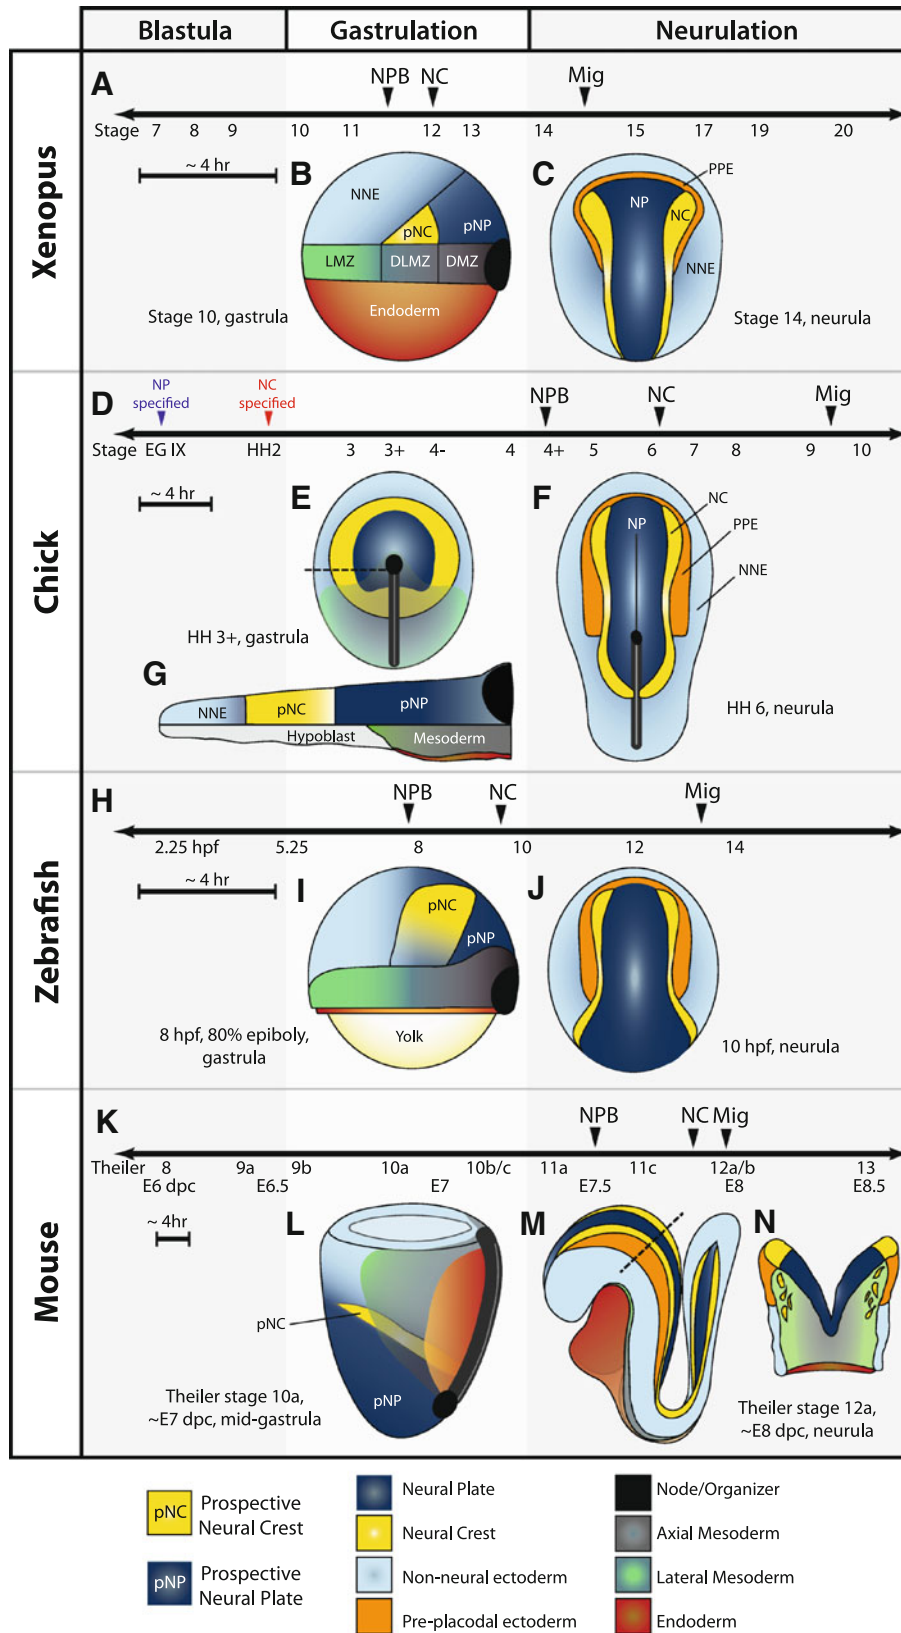 Blastula Gastrulation Neurulation
Xenopus
A
NPB NC Mig
Stage 7 8 9 10 11 12 13 14 15 17 19 20
~ 4 hr
B
NNE
pNC
pNP
LMZ DLMZ DMZ
Endoderm
Stage 10, gastrula
C
PPE
NP
NC
NNE
Stage 14, neurula
Chick
D
NP
specified
NC
specified
NPB NC Mig
Stage EG IX HH2 3 3+ 4- 4 4+ 5 6 7 8 9 10
~ 4 hr
E
HH 3+, gastrula
F
NP
NC
PPE
NNE
HH 6, neurula
G
NNE pNC pNP
Hypoblast Mesoderm
Zebrafish
H
NPB NC Mig
2.25 hpf 5.25 8 10 12 14
~ 4 hr
I
pNC
pNP
Yolk
8 hpf, 80% epiboly,
gastrula
J
10 hpf, neurula
Mouse
K
NPB NC Mig
Theiler 8 9a 9b 10a 10b/c 11a 11c 12a/b 13
E6 dpc E6.5 E7 E7.5 E8 E8.5
~ 4hr
L
pNC
pNP
Theiler stage 10a,
~E7 dpc, mid-gastrula
M
N
Theiler stage 12a,
~E8 dpc, neurula
pNC Prospective
Neural Crest
pNP Prospective
Neural Plate
Neural Plate
Neural Crest
Non-neural ectoderm
Pre-placodal ectoderm
Node/Organizer
Axial Mesoderm
Lateral Mesoderm
Endoderm